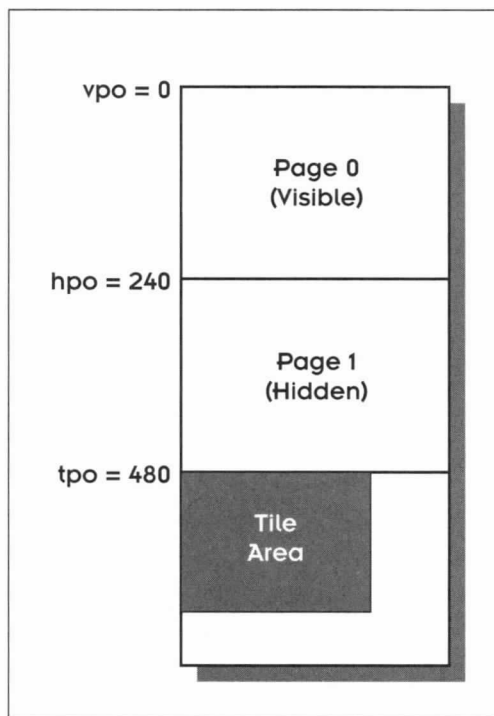 vpo = 0
Page 0
(Visible)
hpo = 240
Page 1
(Hidden)
tpo = 480
Tile
Area